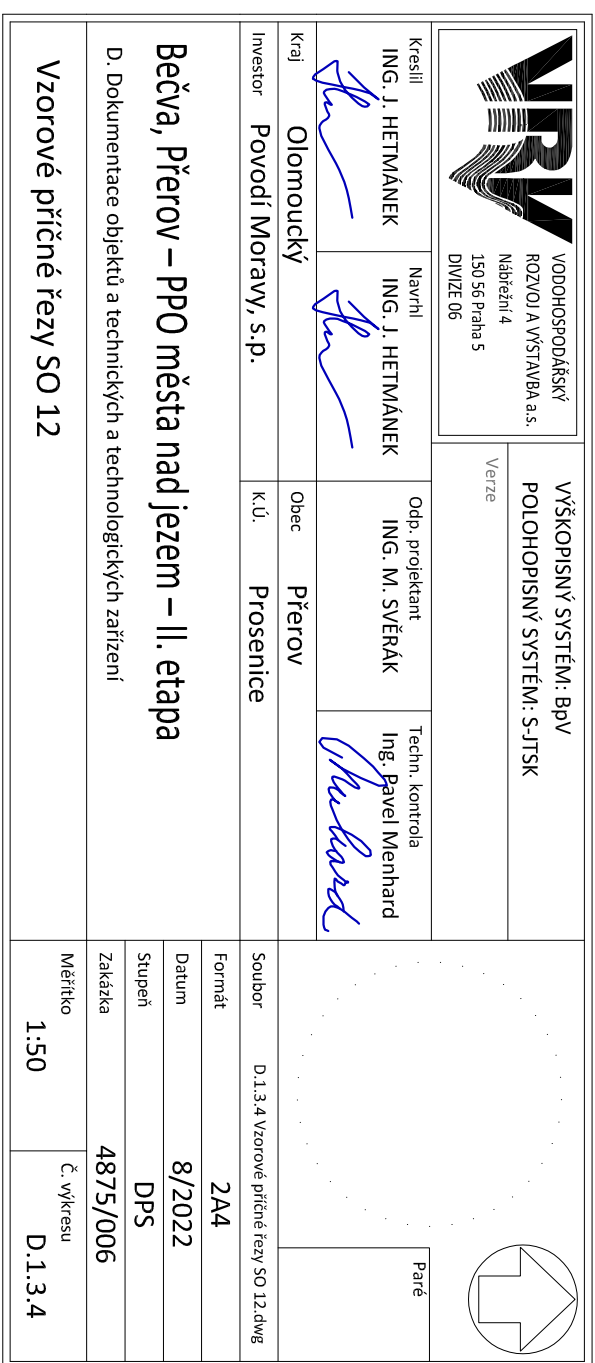 VRV
VODOHOSPODÁŘSKÝ
ROZVOJ A VÝSTAVBA a.s.
Nábřežní 4
150 56 Praha 5
DIVIZE 06
VÝŠKOPISNÝ SYSTÉM: BpV
POLOHOPISNÝ SYSTÉM: S-JTSK
Verze
Kreslil
ING. J. HETMÁNEK
Navrhl
ING. J. HETMÁNEK
Odp. projektant
ING. M. SVĚRÁK
Techn. kontrola
Ing. Pavel Menhard
Menhard
Paré
Kraj Olomoucký
Obec Přerov
Investor Povodí Moravy, s.p.
K.Ú. Prosenice
Soubor D.1.3.4 Vzorové příčné řezy SO 12.dwg
Bečva, Přerov – PPO města nad jezem – II. etapa
D. Dokumentace objektů a technických a technologických zařízení
Formát 2A4
Datum 8/2022
Stupeň DPS
Zakázka 4875/006
Vzorové příčné řezy SO 12
Měřítko
1:50
Č. výkresu
D.1.3.4